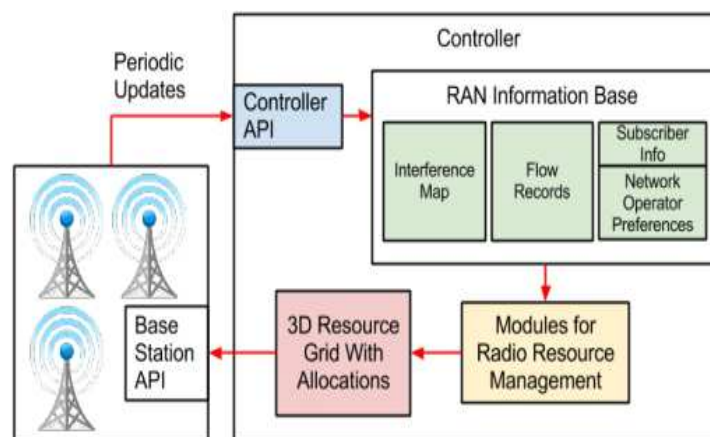 Controller
Periodic
Updates
Controller
API
RAN Information Base
Interference
Map
Flow
Records
Subscriber
Info
Network
Operator
Preferences
Base
Station
API
3D Resource
Grid With
Allocations
Modules for
Radio Resource
Management